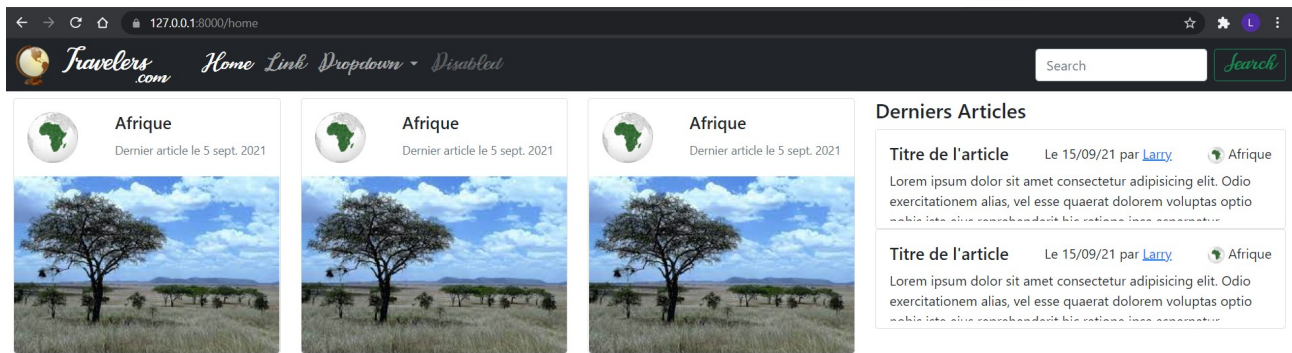 127.0.0.1:8000/home
L
Travelers
.com
Home Link Dropdown Disabled
Search
Search
Afrique
Dernier article le 5 sept. 2021
Afrique
Dernier article le 5 sept. 2021
Afrique
Dernier article le 5 sept. 2021
Derniers Articles
Titre de l'article Le 15/09/21 par Larry Afrique
Lorem ipsum dolor sit amet consectetur adipisicing elit. Odio
exercitationem alias, vel esse quaerat dolorem voluptas optio
Titre de l'article Le 15/09/21 par Larry Afrique
Lorem ipsum dolor sit amet consectetur adipisicing elit. Odio
exercitationem alias, vel esse quaerat dolorem voluptas optio